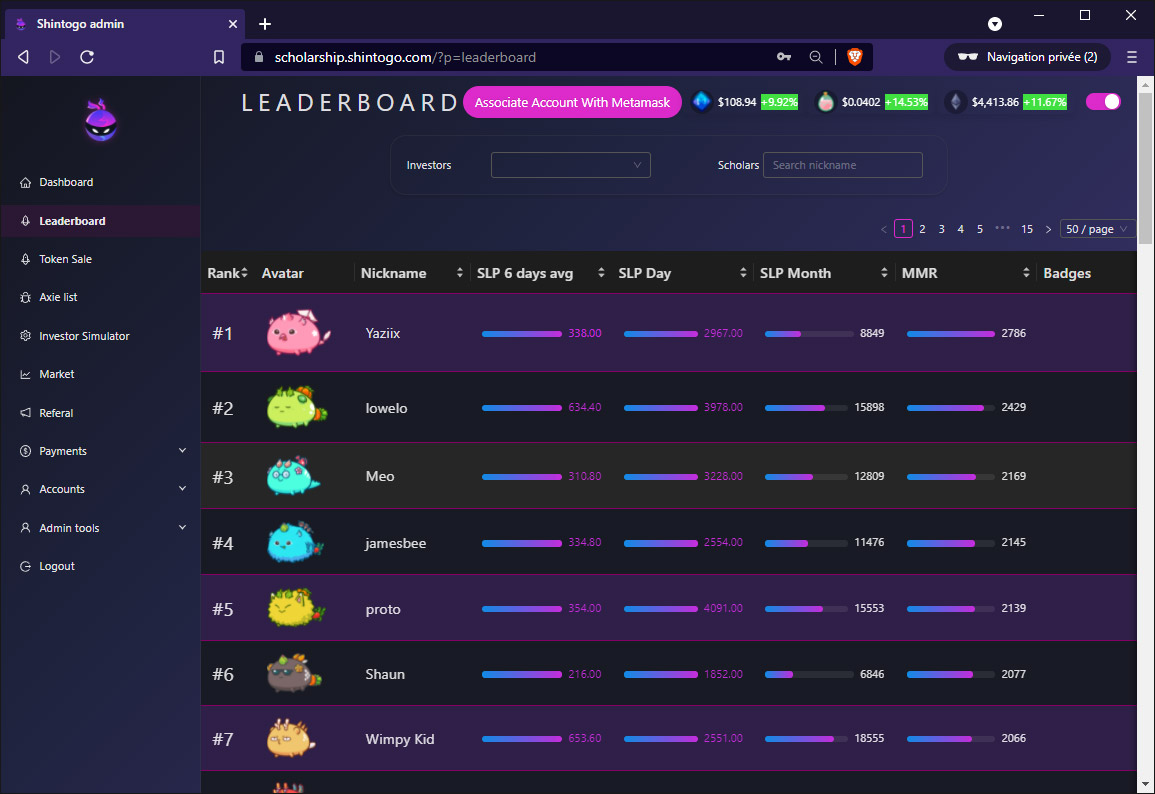 Shintogo admin
scholarship.shintogo.com/?p=leaderboard
Navigation privée (2)
LEADERBOARD
Associate Account With Metamask
$108.94 +9.92%
$0.0402 +14.53%
$4,413.86 +11.67%
Investors
Scholars Search nickname
Dashboard
Leaderboard
Token Sale
Axie list
Investor Simulator
Market
Referal
Payments
Accounts
Admin tools
Logout
< 1 2 3 4 5 ••• 15 > 50 / page
Rank Avatar Nickname SLP 6 days avg SLP Day SLP Month MMR Badges
#1 Yaziix 338.00 2967.00 8849 2786
#2 lowelo 634.40 3978.00 15898 2429
#3 Meo 310.80 3228.00 12809 2169
#4 jamesbee 334.80 2554.00 11476 2145
#5 proto 354.00 4091.00 15553 2139
#6 Shaun 216.00 1852.00 6846 2077
#7 Wimpy Kid 653.60 2551.00 18555 2066